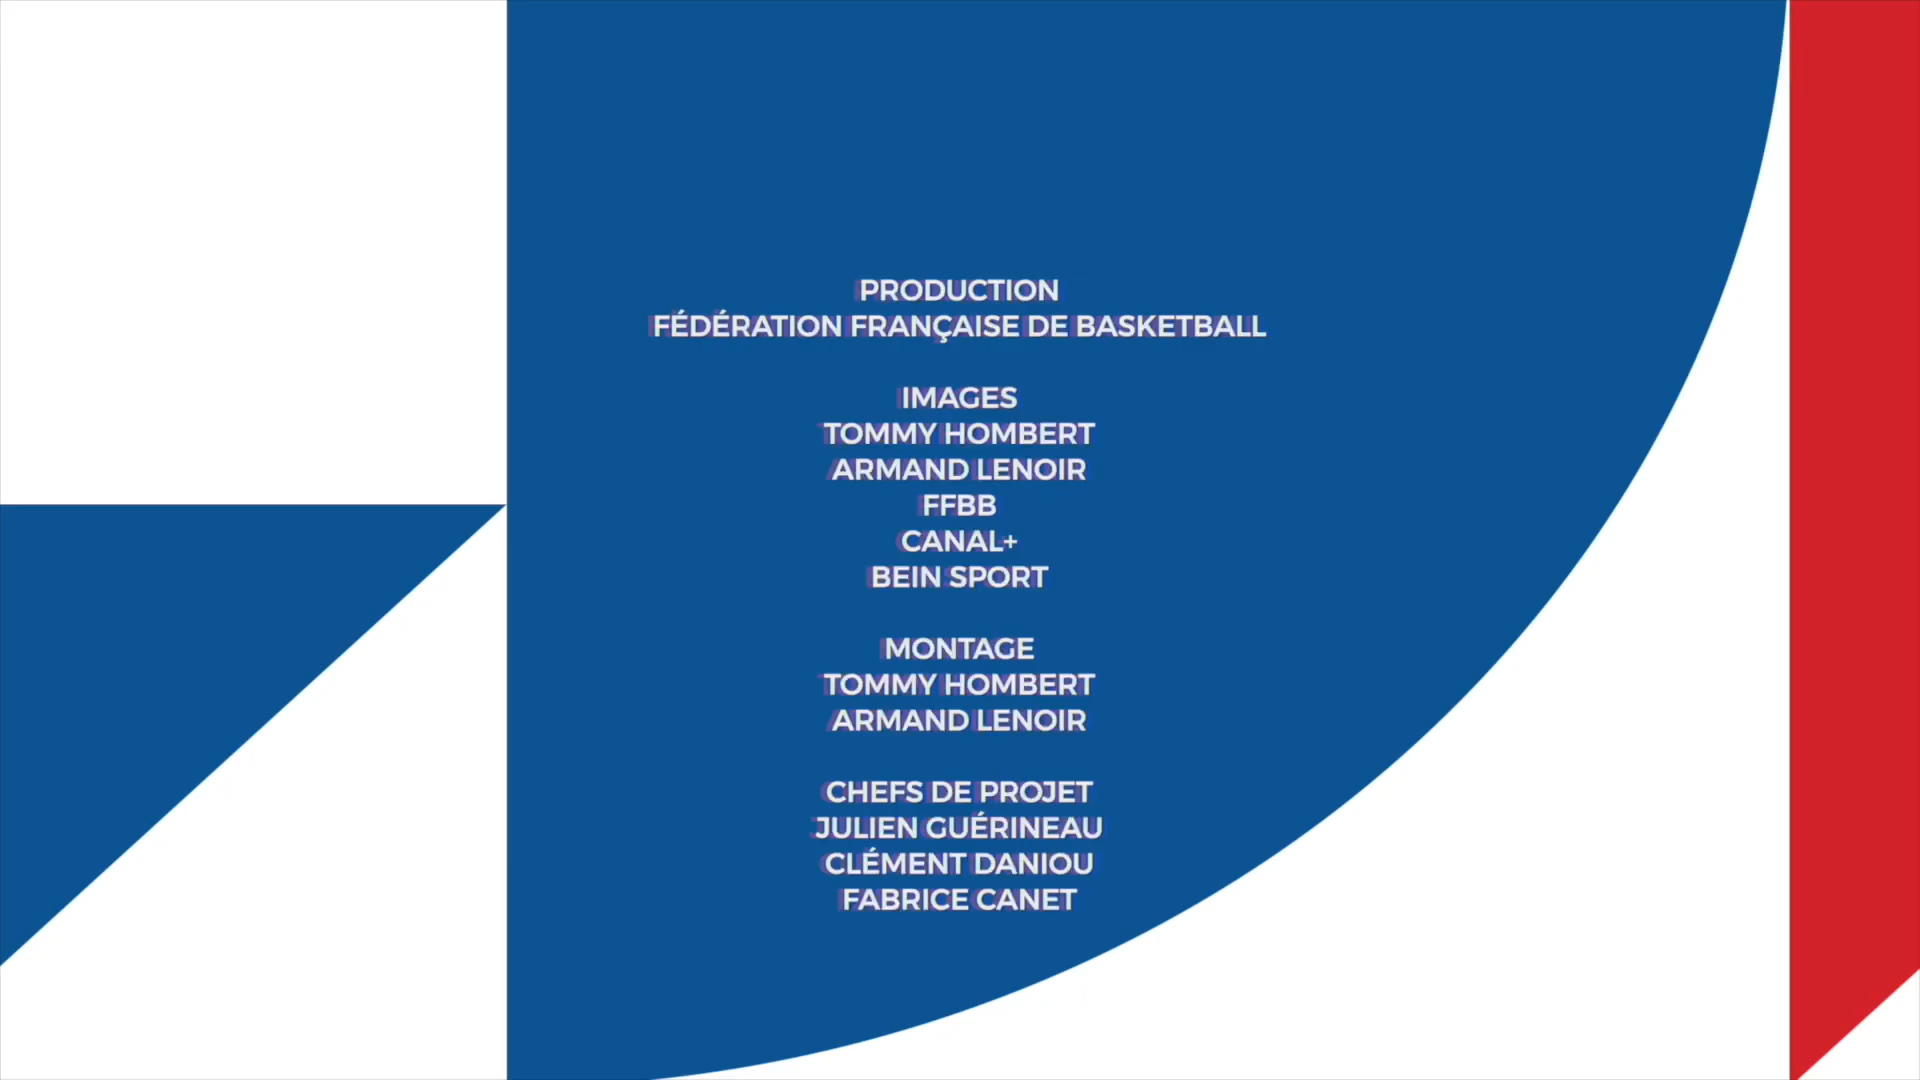 PRODUCTION
FÉDÉRATION FRANÇAISE DE BASKETBALL
IMAGES
TOMMY HOMBERT
ARMAND LENOIR
FFBB
CANAL+
BEIN SPORT
MONTAGE
TOMMY HOMBERT
ARMAND LENOIR
CHEFS DE PROJET
JULIEN GUÉRINEAU
CLÉMENT DANIOU
FABRICE CANET